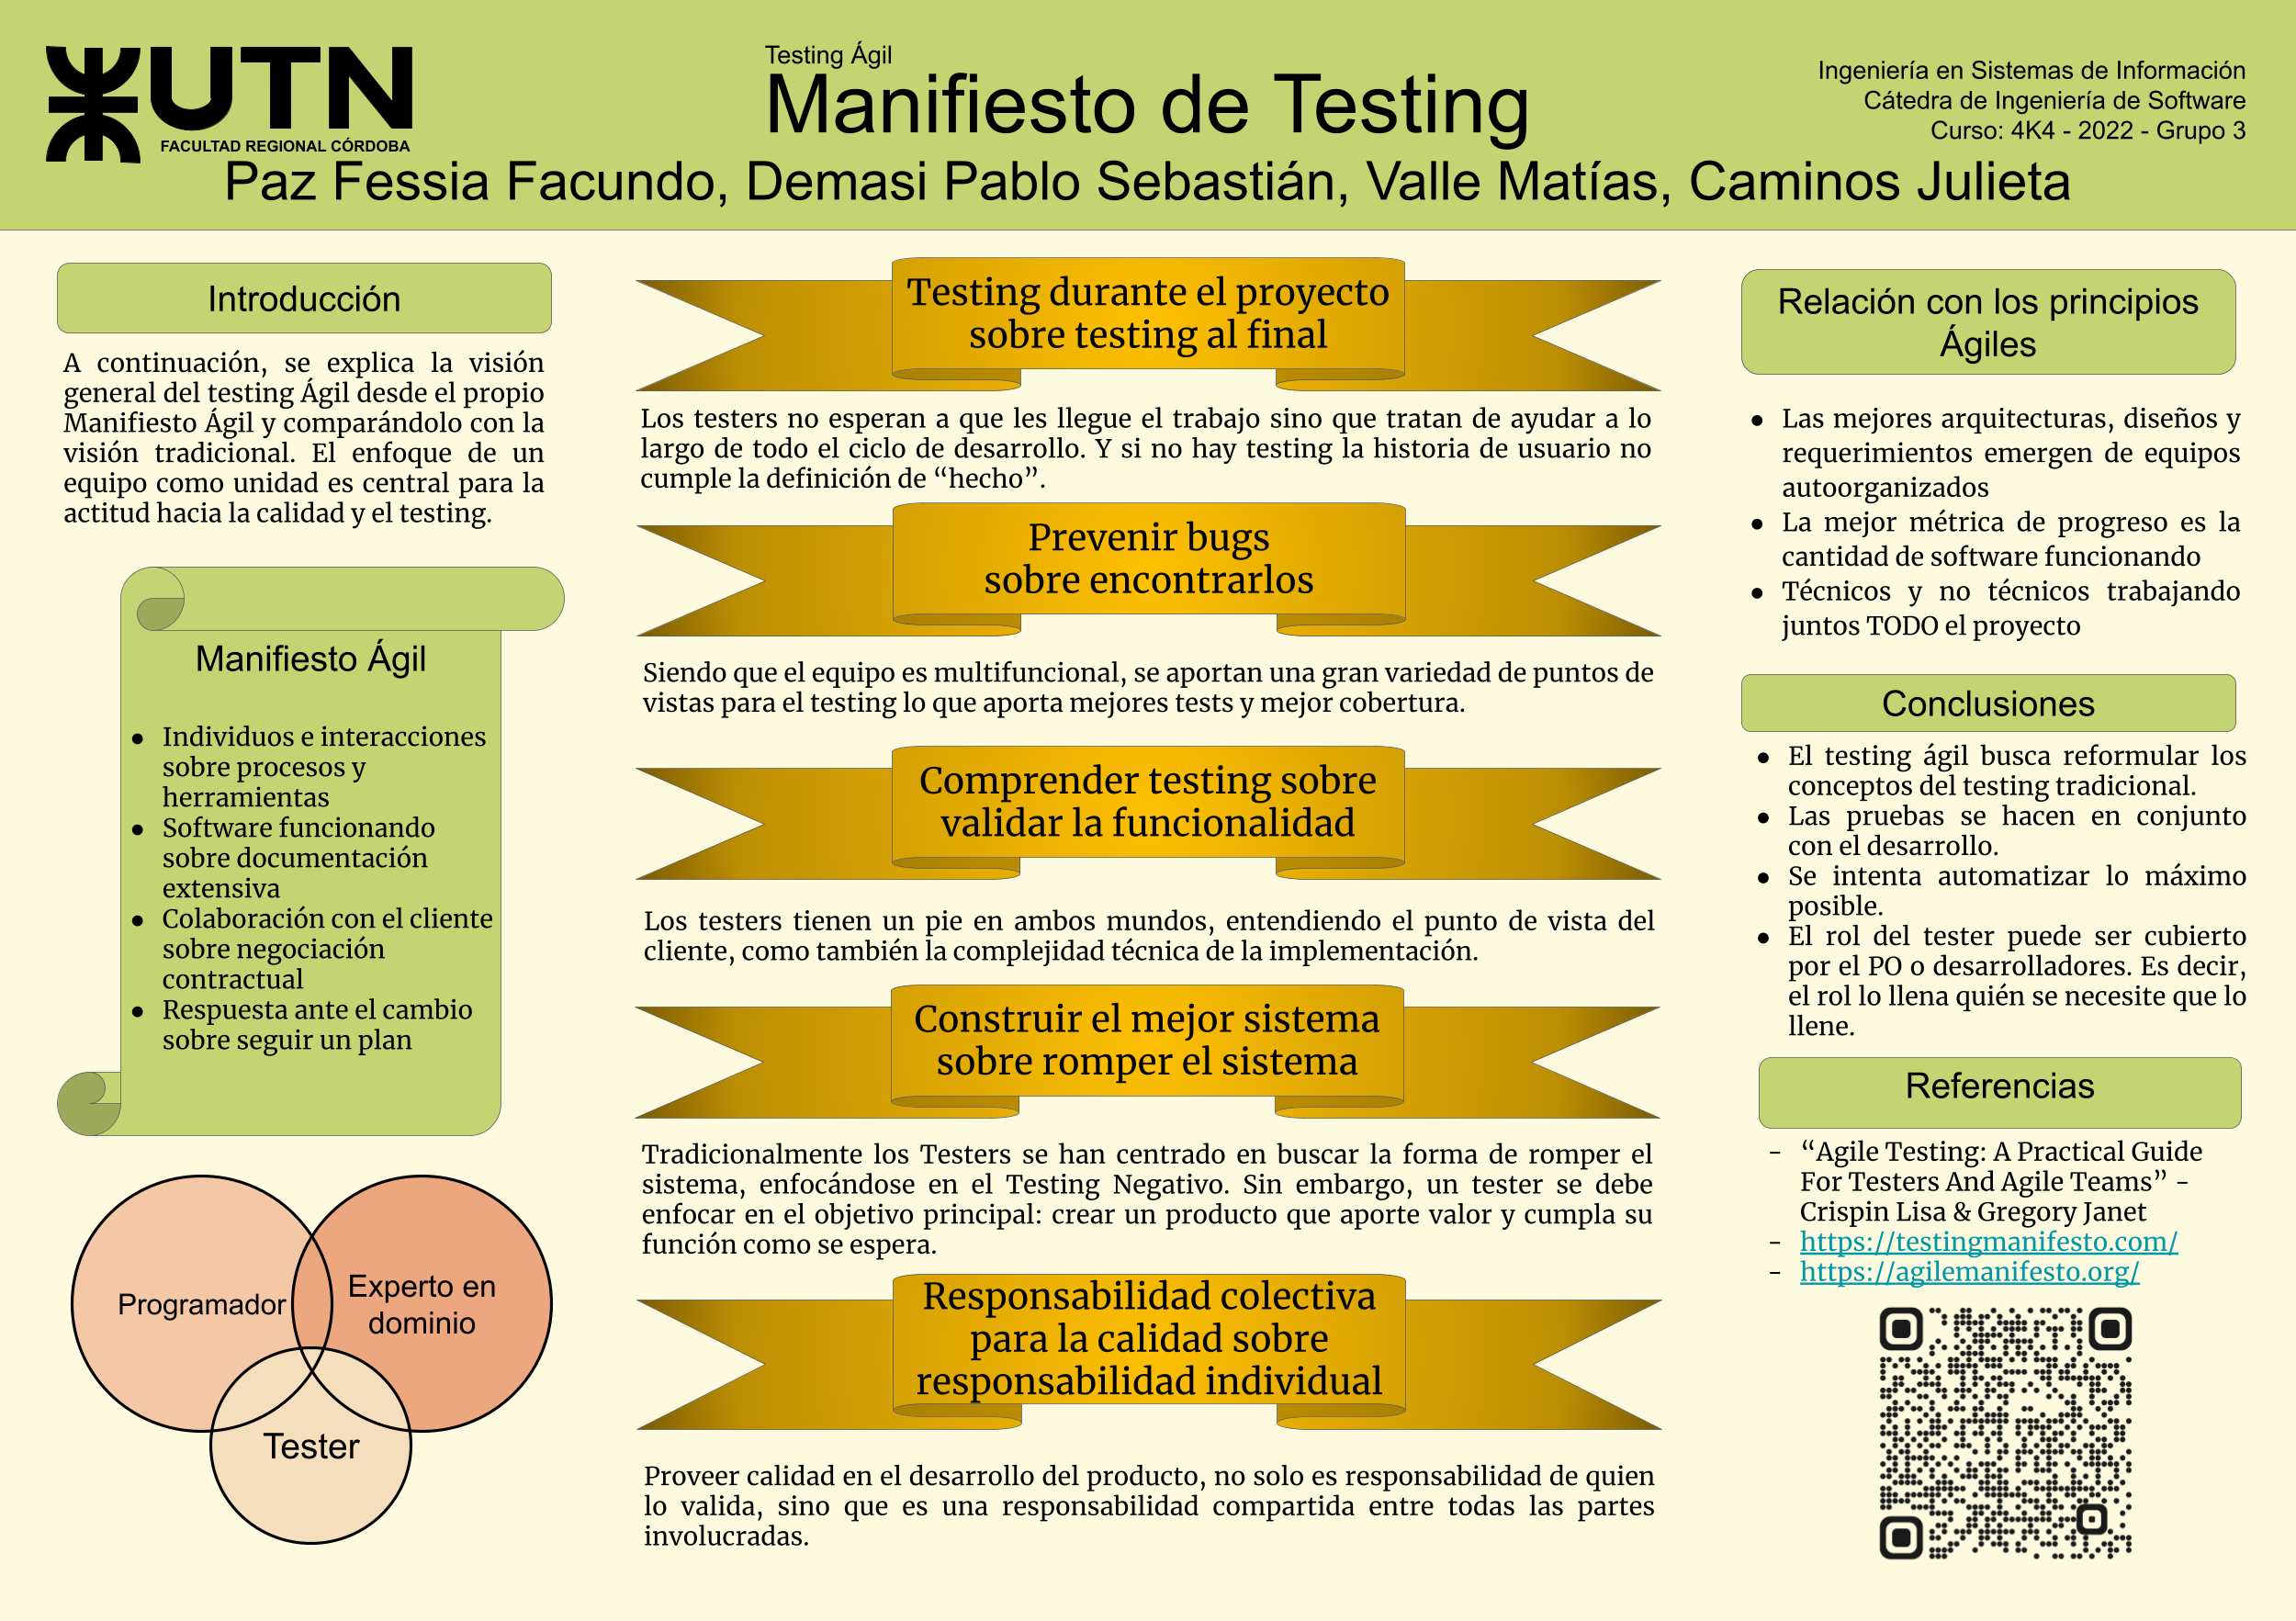 UTN
FACULTAD REGIONAL CÓRDOBA
Testing Ágil
Manifiesto de Testing
Ingeniería en Sistemas de Información
Cátedra de Ingeniería de Software
Curso: 4K4 - 2022 - Grupo 3
Paz Fessia Facundo, Demasi Pablo Sebastián, Valle Matías, Caminos Julieta
Introducción
A continuación, se explica la visión
general del testing Ágil desde el propio
Manifiesto Ágil y comparándolo con la
visión tradicional. El enfoque de un
equipo como unidad es central para la
actitud hacia la calidad y el testing.
Manifiesto Ágil
● Individuos e interacciones
sobre procesos y
herramientas
● Software funcionando
sobre documentación
extensiva
● Colaboración con el cliente
sobre negociación
contractual
● Respuesta ante el cambio
sobre seguir un plan
Programador
Experto en
dominio
Tester
Testing durante el proyecto
sobre testing al final
Los testers no esperan a que les llegue el trabajo sino que tratan de ayudar a lo
largo de todo el ciclo de desarrollo. Y si no hay testing la historia de usuario no
cumple la definición de “hecho”.
Prevenir bugs
sobre encontrarlos
Siendo que el equipo es multifuncional, se aportan una gran variedad de puntos de
vistas para el testing lo que aporta mejores tests y mejor cobertura.
Comprender testing sobre
validar la funcionalidad
Los testers tienen un pie en ambos mundos, entendiendo el punto de vista del
cliente, como también la complejidad técnica de la implementación.
Construir el mejor sistema
sobre romper el sistema
Tradicionalmente los Testers se han centrado en buscar la forma de romper el
sistema, enfocándose en el Testing Negativo. Sin embargo, un tester se debe
enfocar en el objetivo principal: crear un producto que aporte valor y cumpla su
función como se espera.
Responsabilidad colectiva
para la calidad sobre
responsabilidad individual
Proveer calidad en el desarrollo del producto, no solo es responsabilidad de quien
lo valida, sino que es una responsabilidad compartida entre todas las partes
involucradas.
Relación con los principios
Ágiles
● Las mejores arquitecturas, diseños y
requerimientos emergen de equipos
autoorganizados
● La mejor métrica de progreso es la
cantidad de software funcionando
● Técnicos y no técnicos trabajando
juntos TODO el proyecto
Conclusiones
● El testing ágil busca reformular los
conceptos del testing tradicional.
● Las pruebas se hacen en conjunto
con el desarrollo.
● Se intenta automatizar lo máximo
posible.
● El rol del tester puede ser cubierto
por el PO o desarrolladores. Es decir,
el rol lo llena quién se necesite que lo
llene.
Referencias
- “Agile Testing: A Practical Guide
For Testers And Agile Teams” -
Crispin Lisa & Gregory Janet
- https://testingmanifesto.com/
- https://agilemanifesto.org/